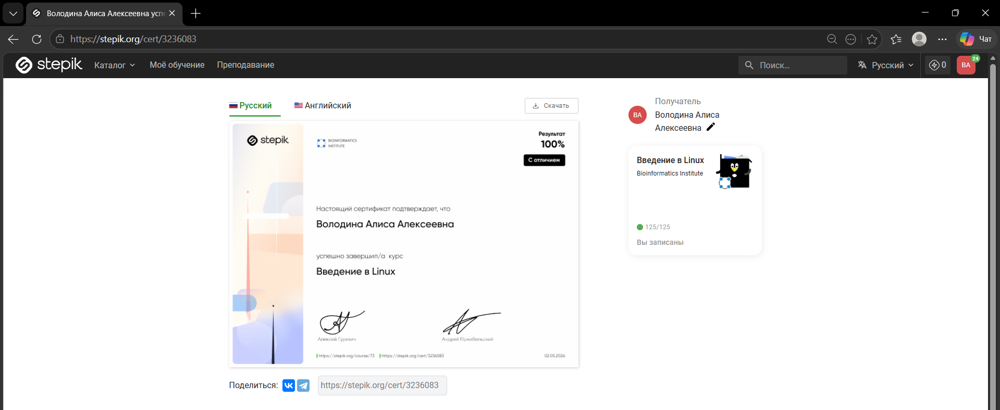 Володина Алиса Алексеевна усп
https://stepik.org/cert/3236083
Чат
stepik
Каталог
Моё обучение
Преподавание
Поиск...
Русский
0
ВА
24
Русский
Английский
Скачать
stepik
BIOINFORMATICS
INSTITUTE
Результат
100%
С отличием
Настоящий сертификат подтверждает, что
Володина Алиса Алексеевна
успешно завершил/а курс
Введение в Linux
Алексей Гуревич
Андрей Пржибельский
https://stepik.org/course/73
https://stepik.org/cert/3236083
02.05.2026
Получатель
ВА
Володина Алиса
Алексеевна
Введение в Linux
Bioinformatics Institute
125/125
Вы записаны
Поделиться:
https://stepik.org/cert/3236083